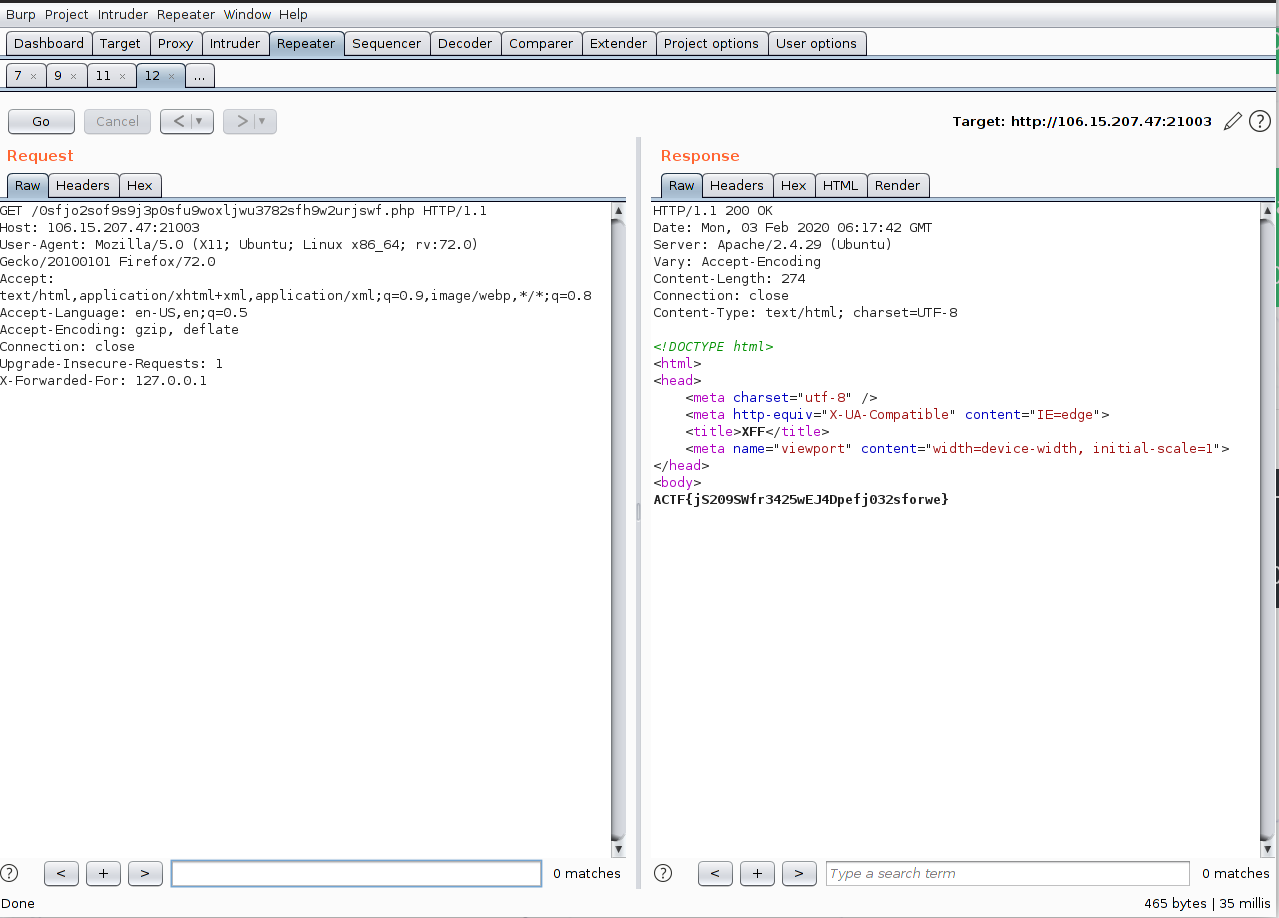 Burp Project Intruder Repeater Window Help
Dashboard Target Proxy Intruder Repeater Sequencer Decoder Comparer Extender Project options User options
7 × 9 × 11 × 12 × ...
Go Cancel < ▼ > ▼ Target: http://106.15.207.47:21003 ?
Request
Raw Headers Hex
GET /0sfjo2sof9s9j3p0sfu9woxljwu3782sfh9w2urjswf.php HTTP/1.1
Host: 106.15.207.47:21003
User-Agent: Mozilla/5.0 (X11; Ubuntu; Linux x86_64; rv:72.0)
Gecko/20100101 Firefox/72.0
Accept:
text/html,application/xhtml+xml,application/xml;q=0.9,image/webp,*/*;q=0.8
Accept-Language: en-US,en;q=0.5
Accept-Encoding: gzip, deflate
Connection: close
Upgrade-Insecure-Requests: 1
X-Forwarded-For: 127.0.0.1
? < + > 0 matches
Response
Raw Headers Hex HTML Render
HTTP/1.1 200 OK
Date: Mon, 03 Feb 2020 06:17:42 GMT
Server: Apache/2.4.29 (Ubuntu)
Vary: Accept-Encoding
Content-Length: 274
Connection: close
Content-Type: text/html; charset=UTF-8
<!DOCTYPE html>
<html>
<head>
<meta charset="utf-8" />
<meta http-equiv="X-UA-Compatible" content="IE=edge">
<title>XFF</title>
<meta name="viewport" content="width=device-width, initial-scale=1">
</head>
<body>
ACTF{jS209SWfr3425wEJ4Dpefj032sforwe}
? < + > Type a search term 0 matches
Done 465 bytes | 35 millis